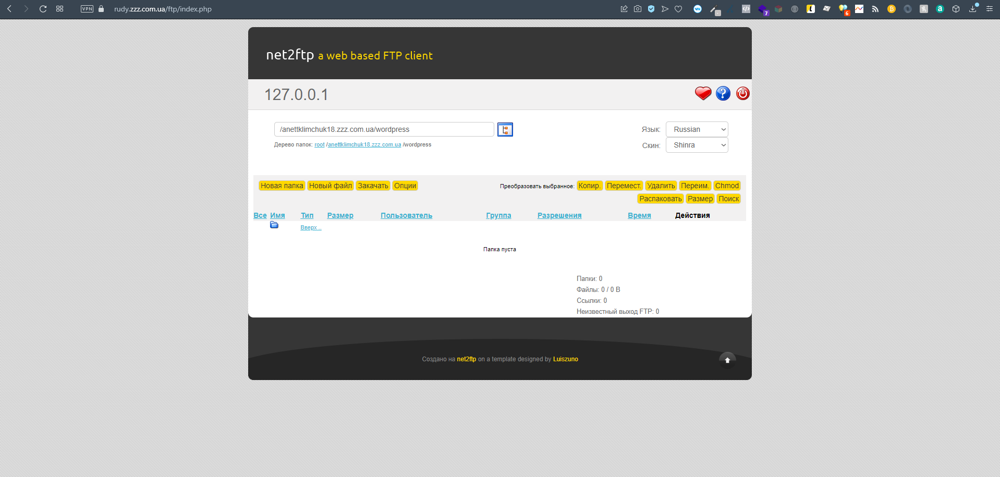 VPN rudy.zzz.com.ua/ftp/index.php
7 6
net2ftp a web based FTP client
127.0.0.1
/anettklimchuk18.zzz.com.ua/wordpress
Язык: Russian
Дерево папок: root /anettklimchuk18.zzz.com.ua /wordpress
Скин: Shinra
Новая папка Новый файл Закачать Опции Преобразовать выбранное: Копир. Перемест. Удалить Переим. Chmod
Распаковать Размер Поиск
Все Имя Тип Размер Пользователь Группа Разрешения Время Действия
Вверх ..
Папка пуста
Папки: 0
Файлы: 0 / 0 B
Ссылки: 0
Неизвестный выход FTP: 0
Создано на net2ftp on a template designed by Luiszuno